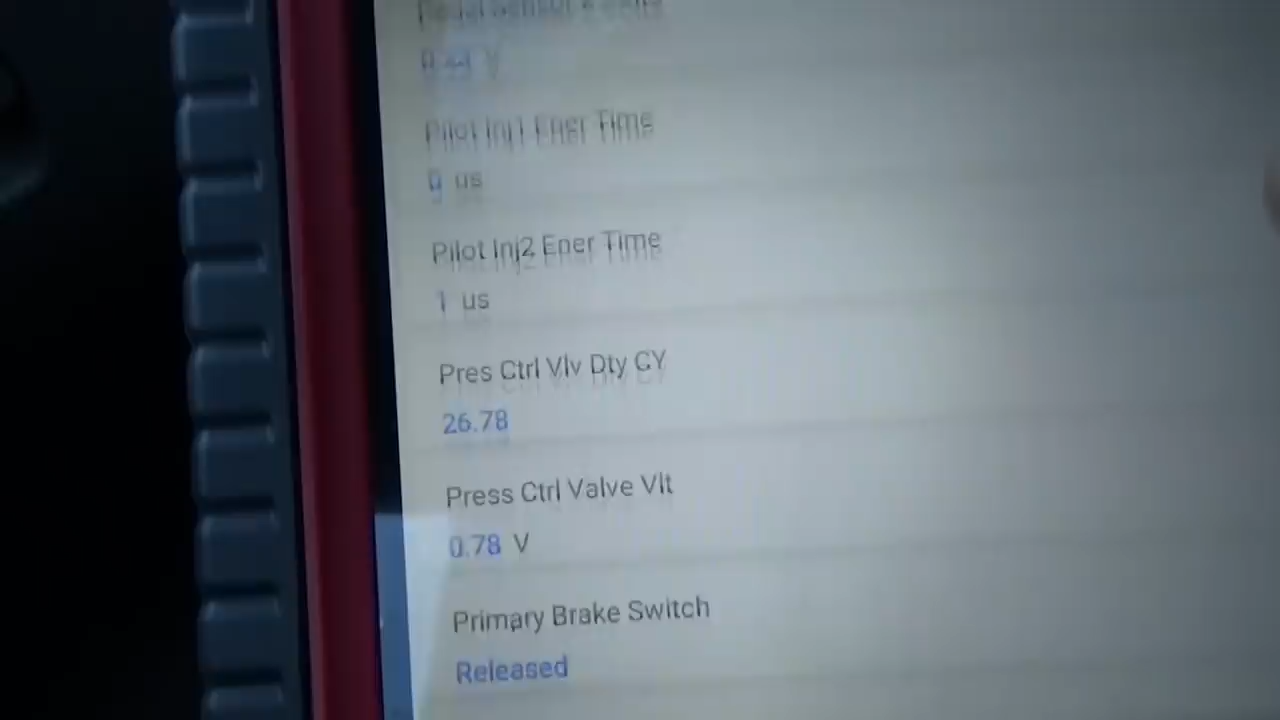 Pilot Inj1 Ener Time
us
Pilot Inj2 Ener Time
1 us
Pres Ctrl Vlv Dty CY
26.78
Press Ctrl Valve Vlt
0.78 V
Primary Brake Switch
Released